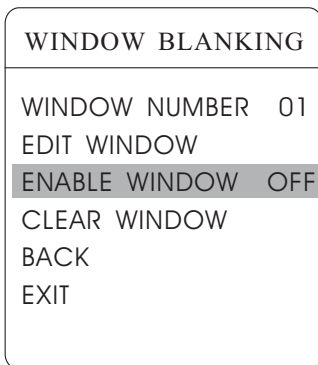 WINDOW BLANKING
WINDOW NUMBER 01
EDIT WINDOW
ENABLE WINDOW OFF
CLEAR WINDOW
BACK
EXIT